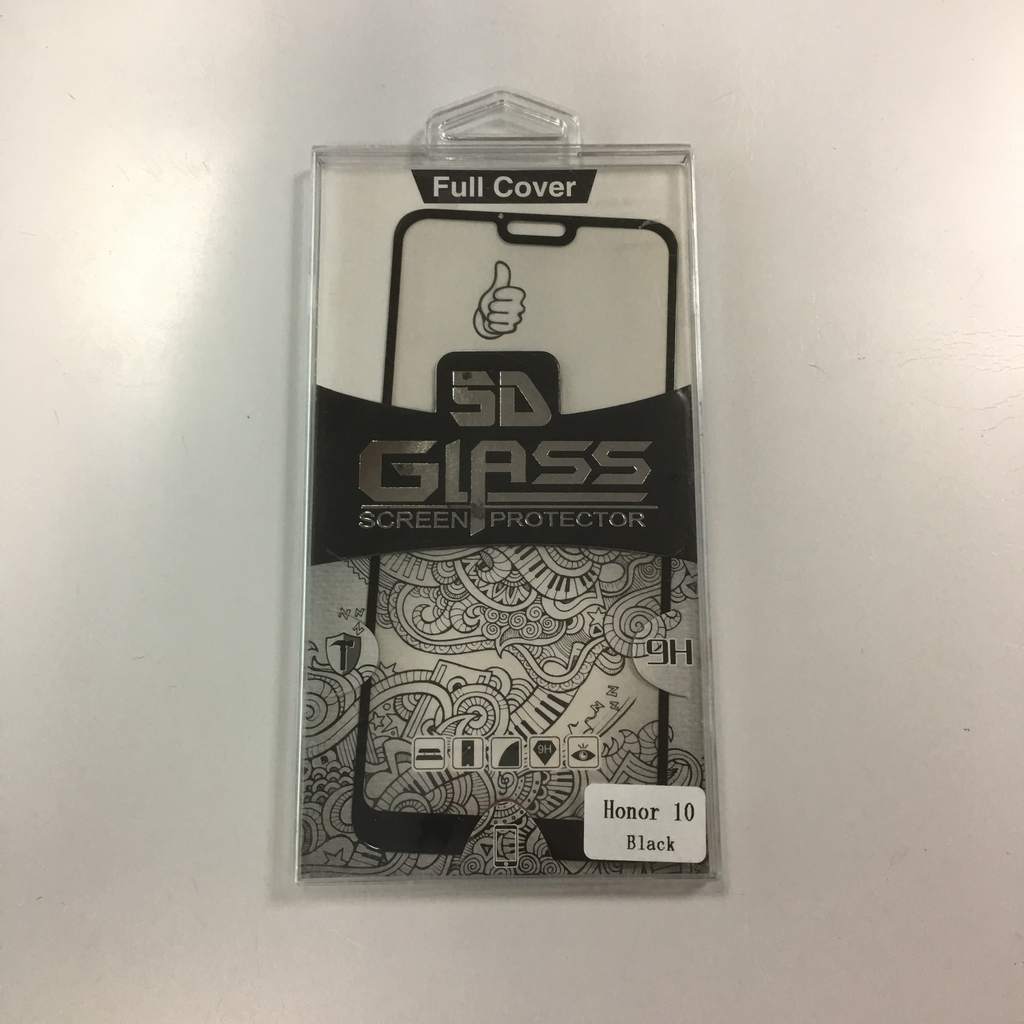 Full Cover
5D
GLASS
SCREEN PROTECTOR
9H
9H
Honor 10
Black